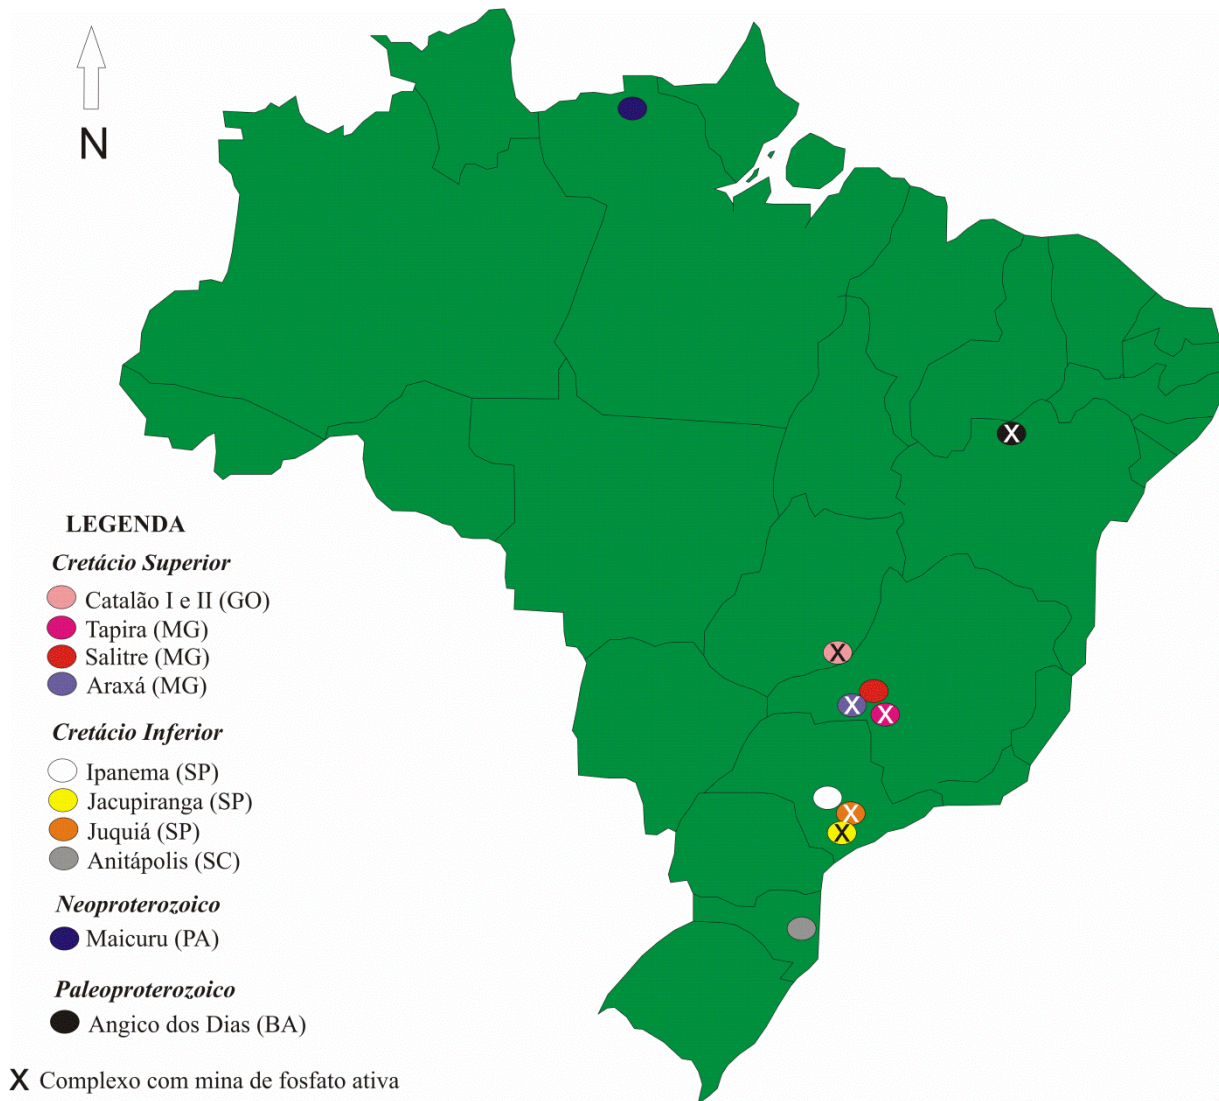 N
LEGENDA
Cretácio Superior
Catalão I e II (GO)
Tapira (MG)
Salitre (MG)
Araxá (MG)
Cretácio Inferior
Ipanema (SP)
Jacupiranga (SP)
Juquiá (SP)
Anitápolis (SC)
Neoproterozoico
Maicuru (PA)
Paleoproterozoico
Angico dos Dias (BA)
X Complexo com mina de fosfato ativa
X
X
X
X
X
X